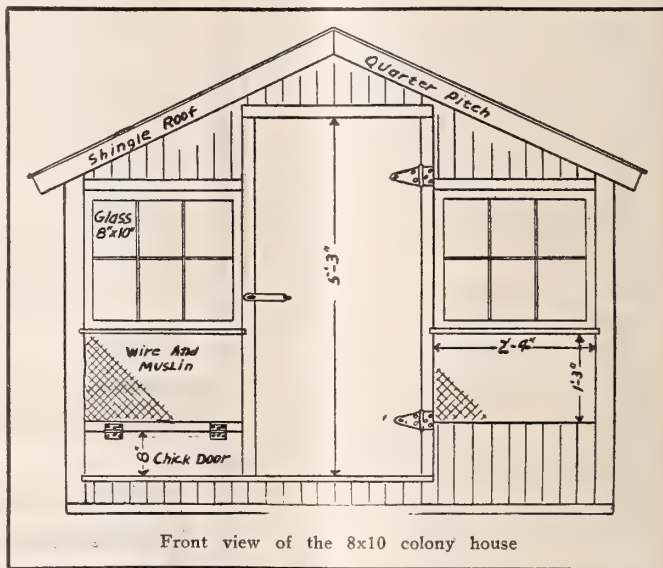 Shingle Roof
Quarter Pitch
Glass
8"x10"
5'-3"
Wire And
Muslin
2'-4"
1'-3"
8"
Chick Door
Front view of the 8x10 colony house